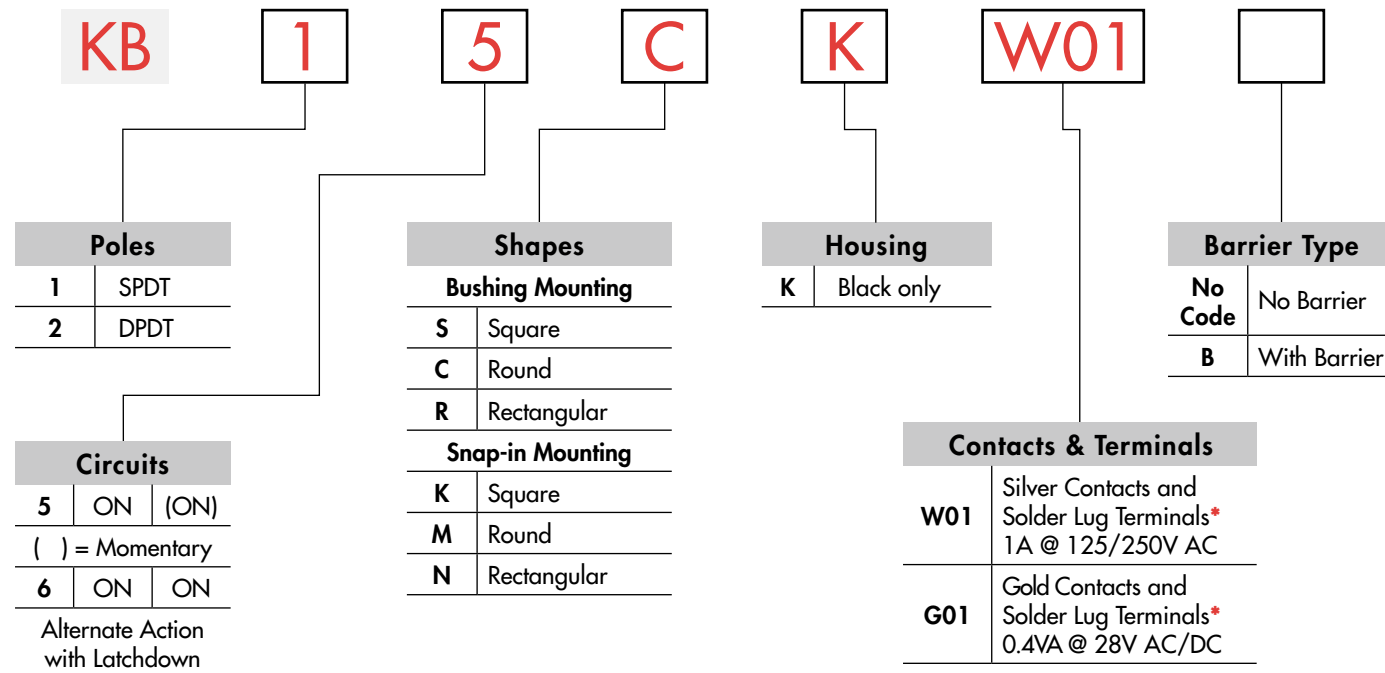 KB 1 5 C K W01
Poles
1 SPDT
2 DPDT
Circuits
5 ON (ON)
( ) = Momentary
6 ON ON
Alternate Action
with Latchdown
Shapes
Bushing Mounting
S Square
C Round
R Rectangular
Snap-in Mounting
K Square
M Round
N Rectangular
Housing
K Black only
Contacts & Terminals
W01 Silver Contacts and
Solder Lug Terminals*
1A @ 125/250V AC
G01 Gold Contacts and
Solder Lug Terminals*
0.4VA @ 28V AC/DC
Barrier Type
No
Code No Barrier
B With Barrier